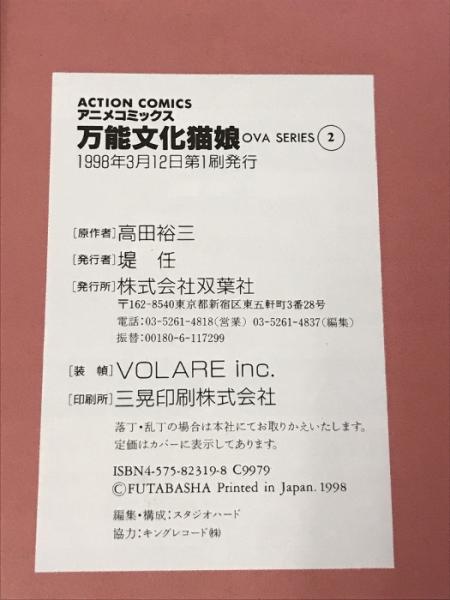 ACTION COMICS
アニメコミックス
万能文化猫娘 OVA SERIES ②
1998年3月12日第1刷発行
[原作者]高田裕三
[発行者]堤 任
[発行所]株式会社双葉社
〒162-8540東京都新宿区東五軒町3番28号
電話:03-5261-4818(営業) 03-5261-4837(編集)
振替:00180-6-117299
[装 幀]VOLARE inc.
[印刷所]三晃印刷株式会社
落丁・乱丁の場合は本社にてお取りかえいたします。
定価はカバーに表示してあります。
ISBN4-575-82319-8 C9979
©FUTABASHA Printed in Japan. 1998
編集・構成:スタジオハード
協力:キングレコード㈱